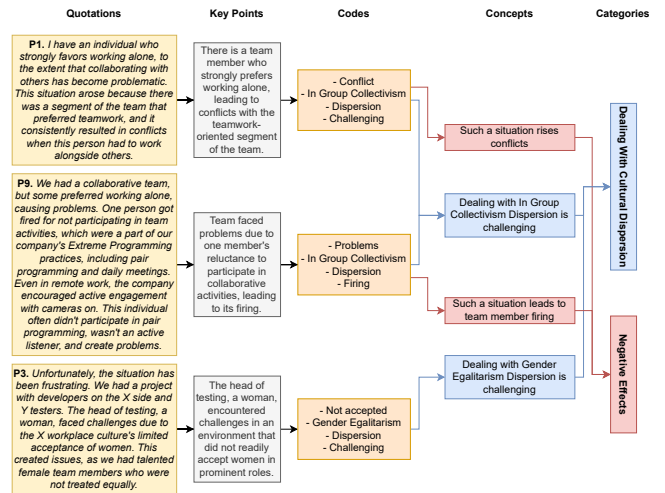 Quotations
Key Points
Codes
Concepts
Categories
P1. I have an individual who
strongly favors working alone, to
the extent that collaborating with
others has become problematic.
This situation arose because there
was a segment of the team that
preferred teamwork, and it
consistently resulted in conflicts
when this person had to work
alongside others.
There is a team
member who
strongly prefers
working alone,
leading to
conflicts with the
teamwork-
oriented segment
of the team.
- Conflict
- In Group Collectivism
- Dispersion
- Challenging
Such a situation rises
conflicts
Dealing With Cultural Dispersion
P9. We had a collaborative team,
but some preferred working alone,
causing problems. One person got
fired for not participating in team
activities, which were a part of our
company's Extreme Programming
practices, including pair
programming and daily meetings.
Even in remote work, the company
encouraged active engagement
with cameras on. This individual
often didn't participate in pair
programming, wasn't an active
listener, and create problems.
Team faced
problems due to
one member's
reluctance to
participate in
collaborative
activities, leading
to its firing.
- Problems
- In Group Collectivism
- Dispersion
- Firing
Dealing with In Group
Collectivism Dispersion is
challenging
Such a situation leads to
team member firing
Negative Effects
P3. Unfortunately, the situation has
been frustrating. We had a project
with developers on the X side and
Y testers. The head of testing, a
woman, faced challenges due to
the X workplace culture's limited
acceptance of women. This
created issues, as we had talented
female team members who were
not treated equally.
The head of
testing, a woman,
encountered
challenges in an
environment that
did not readily
accept women in
prominent roles.
- Not accepted
- Gender Egalitarism
- Dispersion
- Challenging
Dealing with Gender
Egalitarism Dispersion is
challenging